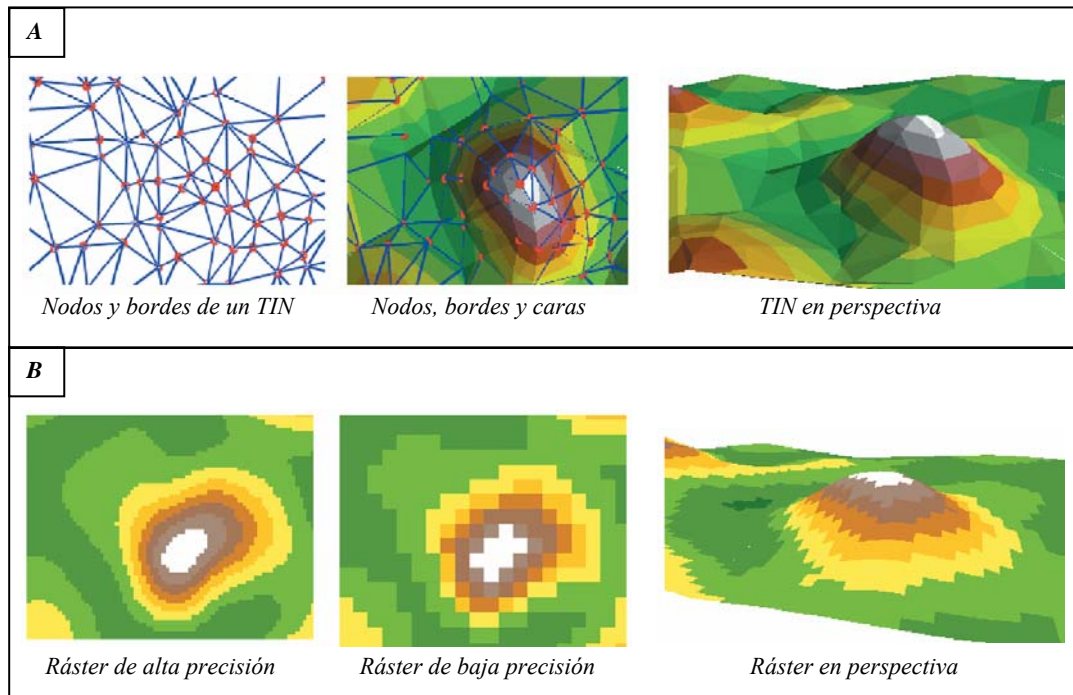 A
Nodos y bordes de un TIN
Nodos, bordes y caras
TIN en perspectiva
B
Ráster de alta precisión
Ráster de baja precisión
Ráster en perspectiva